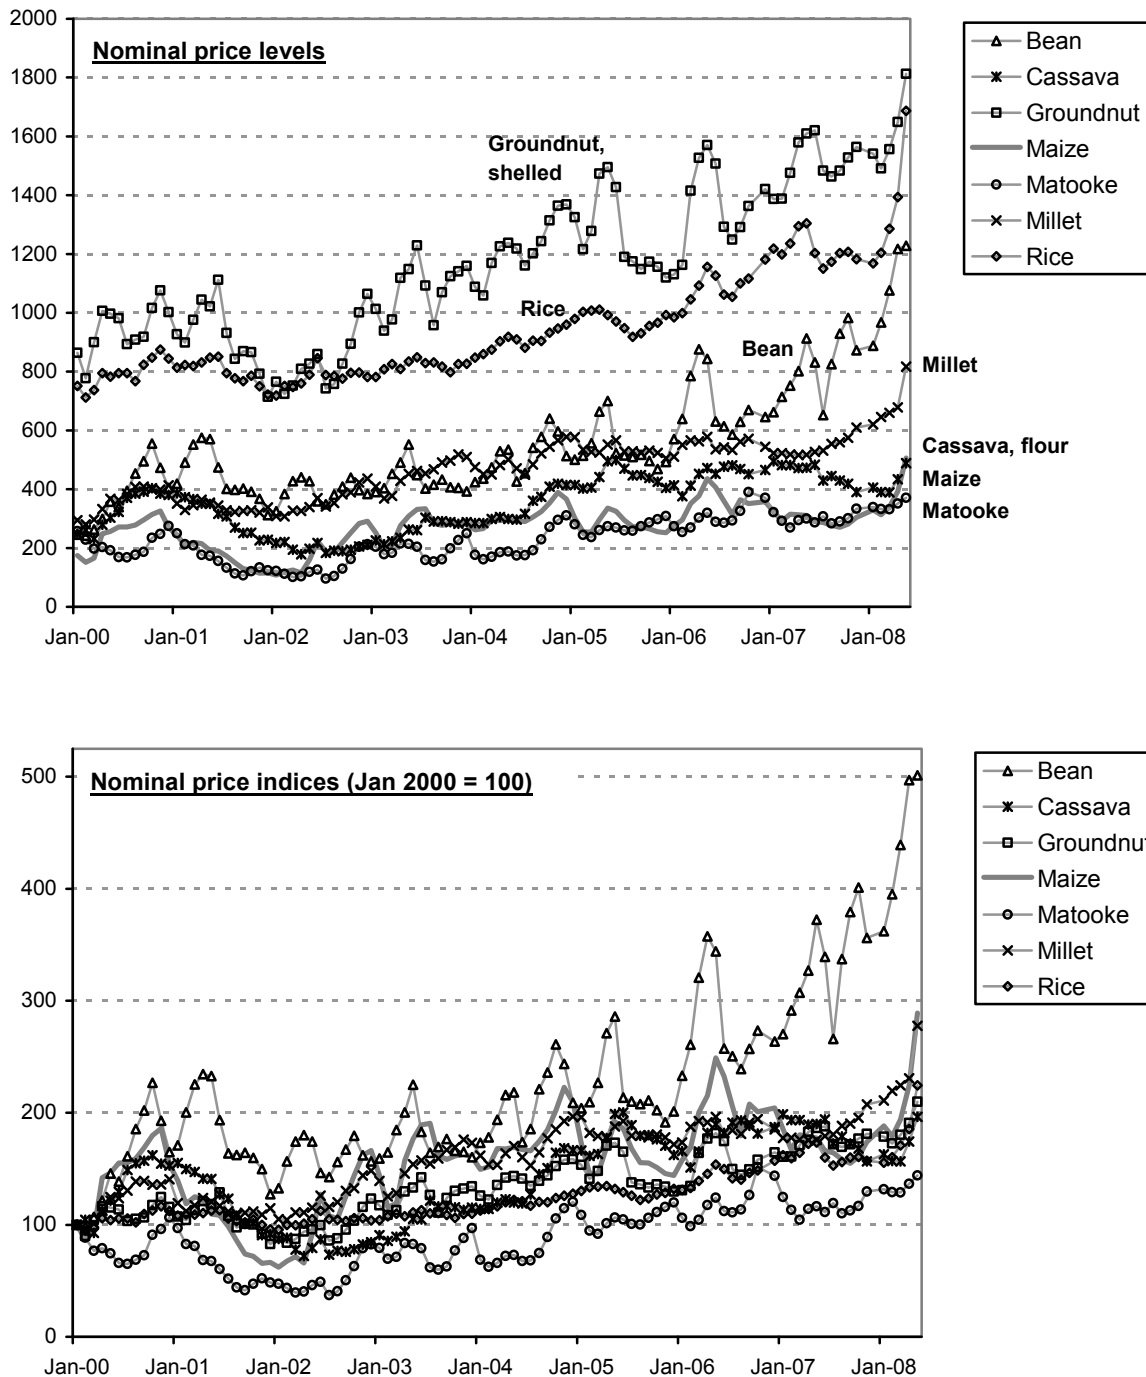 2000
1800
1600
1400
1200
1000
800
600
400
200
0
Nominal price levels
Groundnut,
shelled
Rice
Bean
Millet
Cassava, flour
Maize
Matooke
Jan-00 Jan-01 Jan-02 Jan-03 Jan-04 Jan-05 Jan-06 Jan-07 Jan-08
Bean
Cassava
Groundnut
Maize
Matooke
Millet
Rice
500
400
300
200
100
0
Nominal price indices (Jan 2000 = 100)
Jan-00 Jan-01 Jan-02 Jan-03 Jan-04 Jan-05 Jan-06 Jan-07 Jan-08
Bean
Cassava
Groundnut
Maize
Matooke
Millet
Rice